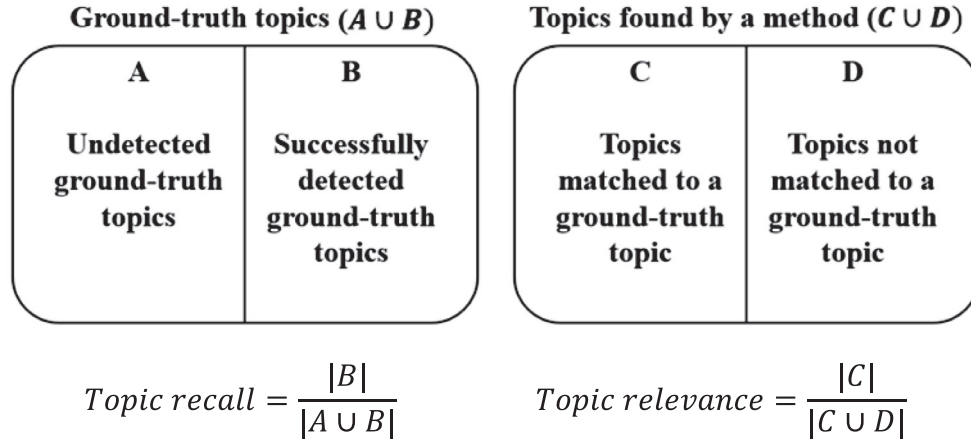 Ground-truth topics (A ∪ B)
A
Undetected
ground-truth
topics
B
Successfully
detected
ground-truth
topics
Topics found by a method (C ∪ D)
C
Topics
matched to a
ground-truth
topic
D
Topics not
matched to a
ground-truth
topic
Topic recall = |B| / |A ∪ B|
Topic relevance = |C| / |C ∪ D|